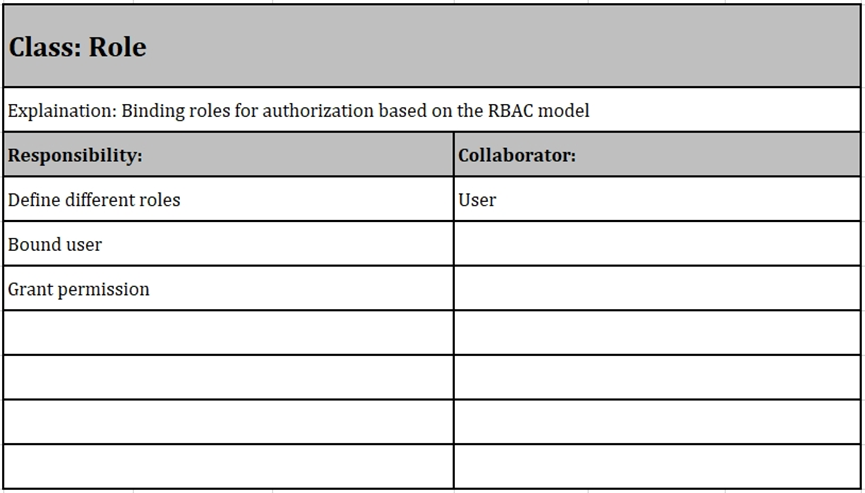 Class: Role
Explaination: Binding roles for authorization based on the RBAC model
Responsibility: Collaborator:
Define different roles User
Bound user
Grant permission